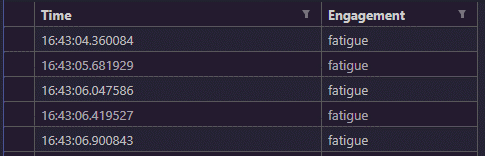 Time Engagement
16:43:04.360084 fatigue
16:43:05.681929 fatigue
16:43:06.047586 fatigue
16:43:06.419527 fatigue
16:43:06.900843 fatigue